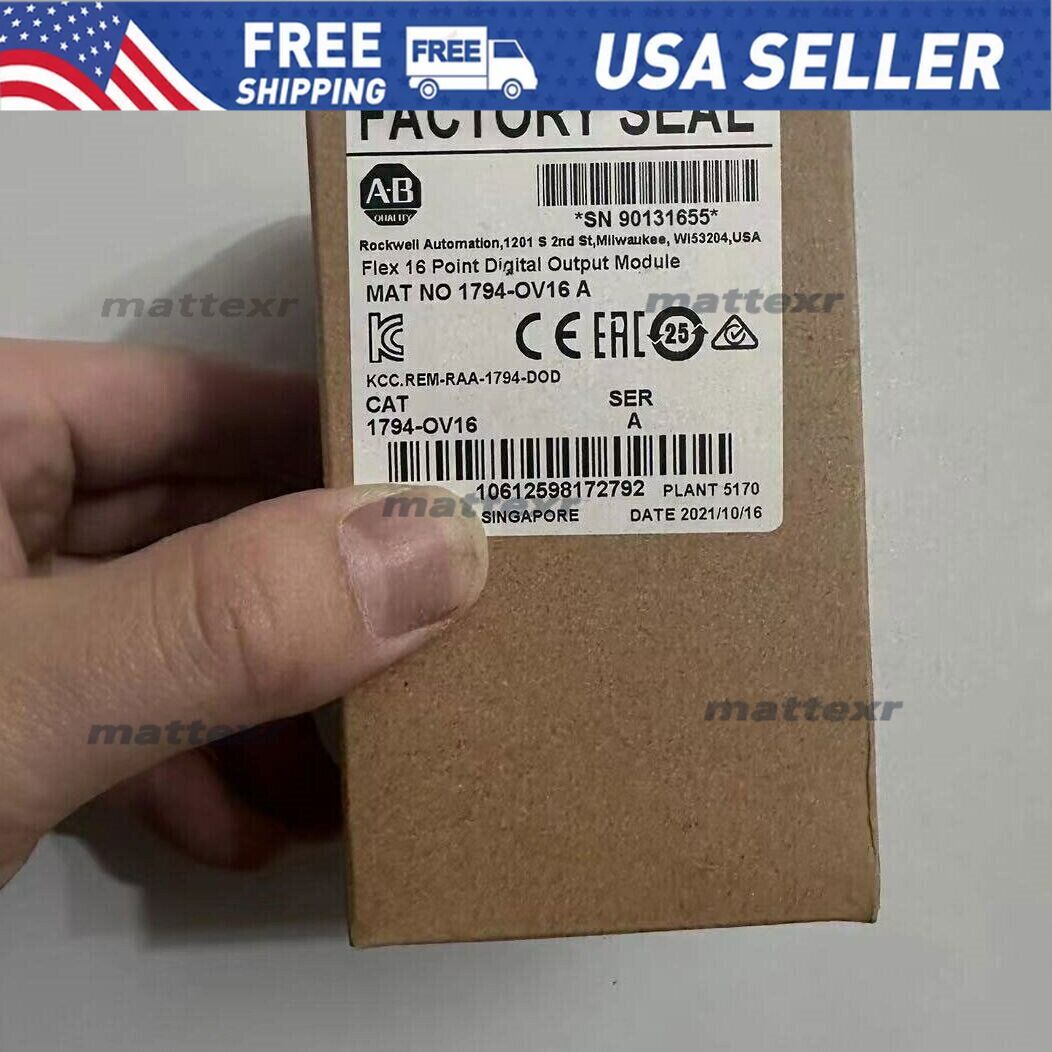 FREE
SHIPPING
FREE
USA SELLER
FACTORY SEAL
A-B
QUALITY
*SN 90131655*
Rockwell Automation,1201 S 2nd St,Milwaukee, WI53204,USA
Flex 16 Point Digital Output Module
MAT NO 1794-OV16 A
mattexr
mattexr
CE EAC 25
KCC.REM-RAA-1794-DOD
CAT
SER
1794-OV16
A
10612598172792 PLANT 5170
mattexr
SINGAPORE DATE 2021/10/16
mattexr
mattexr